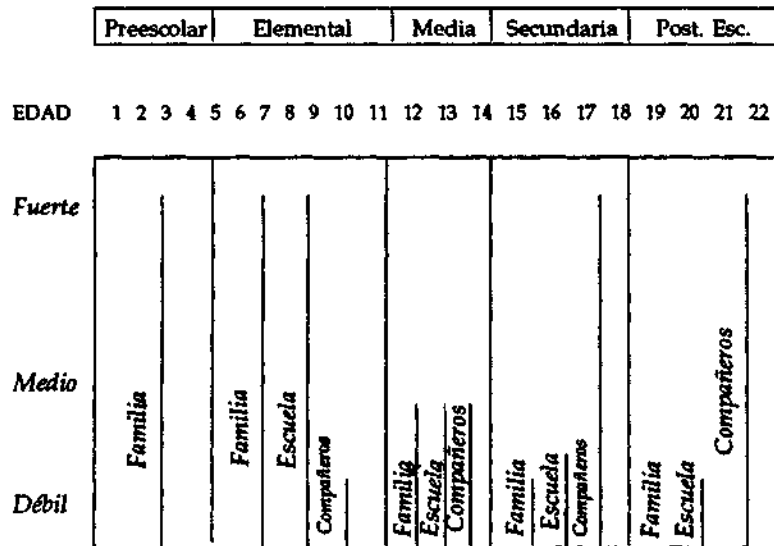 Preescolar Elemental Media Secundaria Post. Esc.
EDAD 1 2 3 4 5 6 7 8 9 10 11 12 13 14 15 16 17 18 19 20 21 22
Fuerte
Medio
Débil
Familia
Familia
Escuela
Compañeros
Familia
Escuela
Compañeros
Familia
Escuela
Compañeros
Familia
Escuela
Compañeros